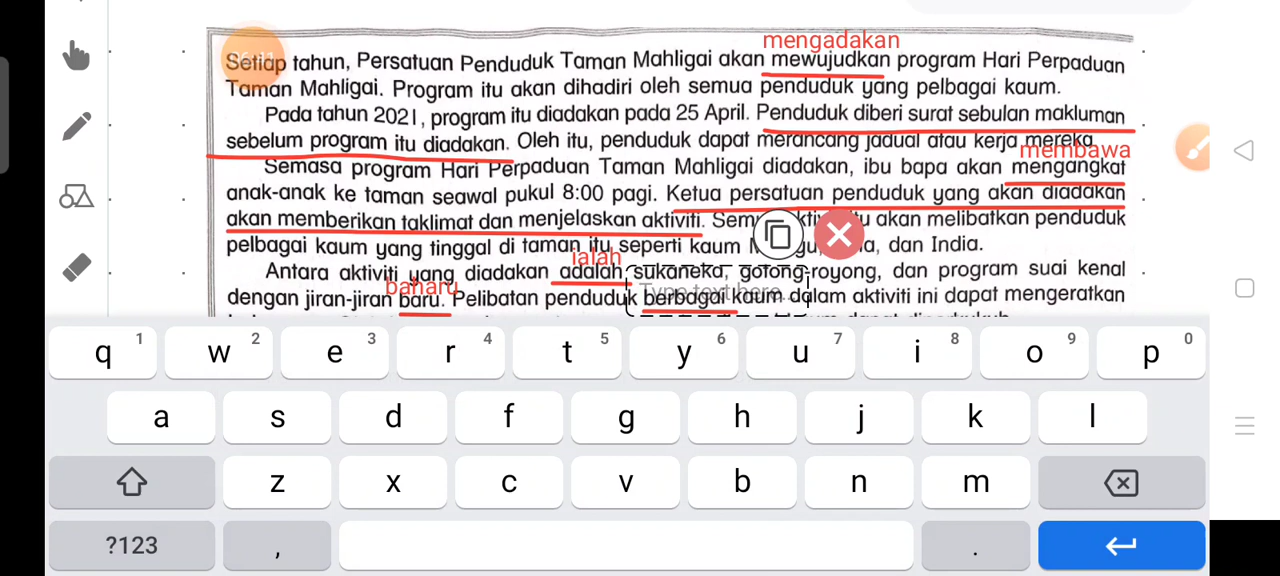 mengadakan
Setiap tahun, Persatuan Penduduk Taman Mahligai akan mewujudkan program Hari Perpaduan
Taman Mahligai. Program itu akan dihadiri oleh semua penduduk yang pelbagai kaum.
Pada tahun 2021, program itu diadakan pada 25 April. Penduduk diberi surat sebulan makluman
sebelum program itu diadakan. Oleh itu, penduduk dapat merancang jadual atau kerja mereka.
membawa
Semasa program Hari Perpaduan Taman Mahligai diadakan, ibu bapa akan mengangkat
anak-anak ke taman seawal pukul 8:00 pagi. Ketua persatuan penduduk yang akan diadakan
akan memberikan taklimat dan menjelaskan aktiviti. akan melibatkan penduduk
pelbagai kaum yang tinggal di taman itu seperti kaum dan India.
ialah
Antara aktiviti yang diadakan adalah sukaneka, gotong-royong, dan program suai kenal
baharu
Type text here...
dengan jiran-jiran baru. Pelibatan penduduk berbagai kaum dalam aktiviti ini dapat mengeratkan
q 1 w 2 e 3 r 4 t 5 y 6 u 7 i 8 o 9 p 0
a s d f g h j k l
z x c v b n m
?123 , .